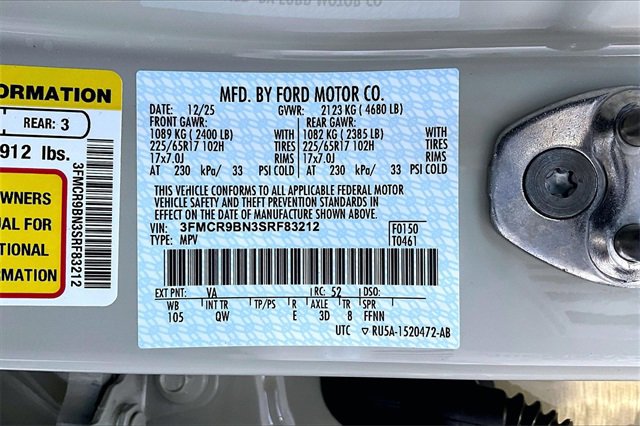 ORMATION
REAR: 3
912 lbs.
WNERS
UAL FOR
TIONAL
RMATION
3FMCR9BN3SRF83212
MFD. BY FORD MOTOR CO.
DATE: 12/25 GVWR: 2123 KG (4680 LB)
FRONT GAWR: REAR GAWR:
1089 KG (2400 LB) WITH 1082 KG (2385 LB) WITH
225/65R17 102H TIRES 225/65R17 102H TIRES
17x7.0J RIMS 17x7.0J RIMS
AT 230 kPa/ 33 PSI COLD AT 230 kPa/ 33 PSI COLD
THIS VEHICLE CONFORMS TO ALL APPLICABLE FEDERAL MOTOR
VEHICLE SAFETY AND THEFT PREVENTION STANDARDS IN
EFFECT ON THE DATE OF MANUFACTURE SHOWN ABOVE.
VIN: 3FMCR9BN3SRF83212 F0150
TYPE: MPV T0461
EXT PNT: VA RC: 52 DSO:
WB INT TR TP/PS R AXLE TR SPR
105 QW E 3D 8 FFNN
UTC ▽ RU5A-1520472-AB